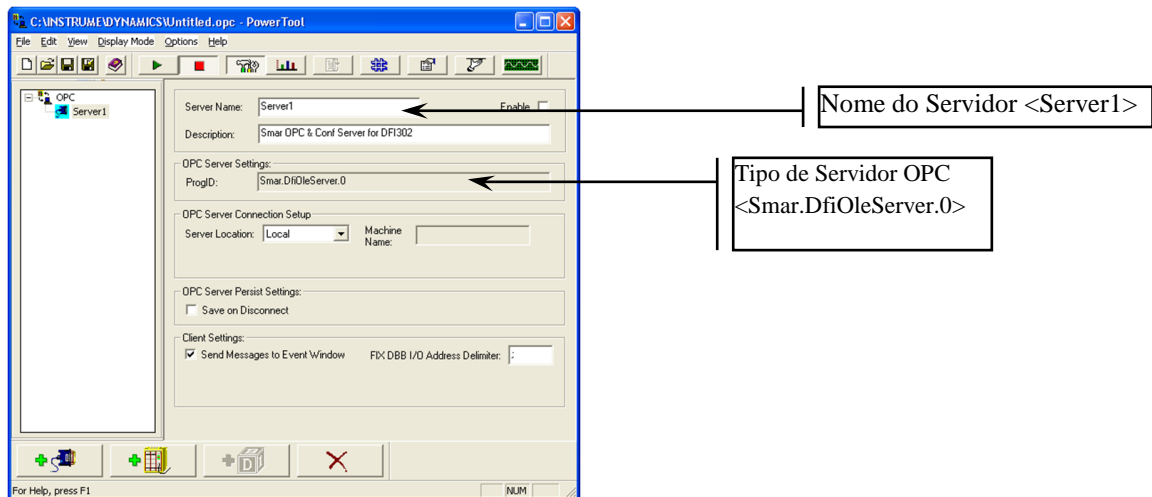 C:\INSTRUME\DYNAMICS\Untitled.opc - PowerTool
File Edit View Display Mode Options Help
OPC
Server1
Server Name: Server1 Enable
Description: Smar OPC & Conf Server for DFI302
OPC Server Settings:
ProgID: Smar.DfiOleServer.0
OPC Server Connection Setup
Server Location: Local Machine Name:
OPC Server Persist Settings:
Save on Disconnect
Client Settings:
Send Messages to Event Window FIX DBB I/O Address Delimiter: ;
For Help, press F1 NUM
Nome do Servidor <Server1>
Tipo de Servidor OPC
<Smar.DfiOleServer.0>